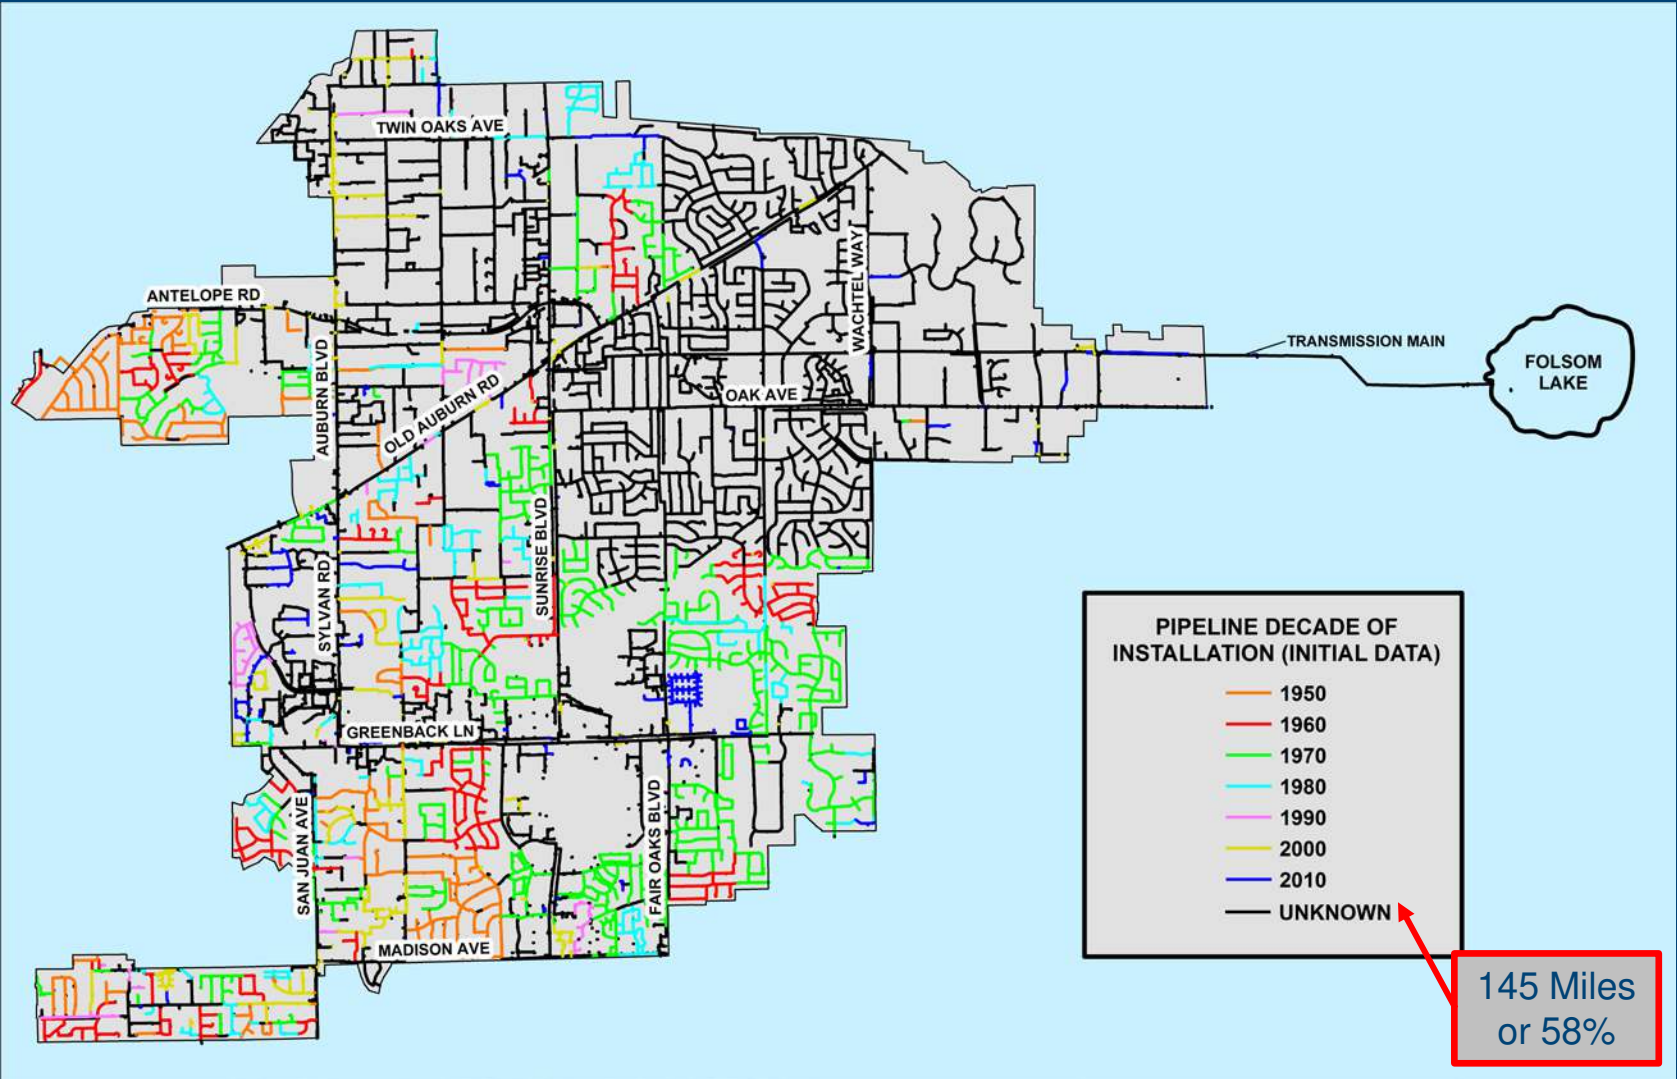 TWIN OAKS AVE
ANTELOPE RD
WACHTEL WAY
TRANSMISSION MAIN
FOLSOM
LAKE
AUBURN BLVD
OLD AUBURN RD
OAK AVE
SUNRISE BLVD
SYLVAN RD
GREENBACK LN
SAN JUAN AVE
FAIR OAKS BLVD
MADISON AVE
PIPELINE DECADE OF
INSTALLATION (INITIAL DATA)
1950
1960
1970
1980
1990
2000
2010
UNKNOWN
145 Miles
or 58%